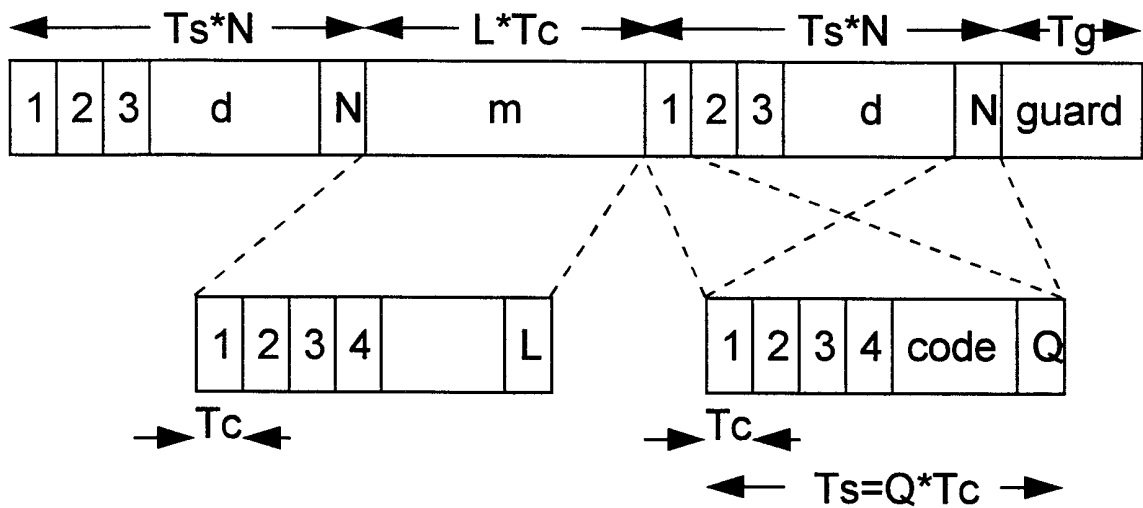 Ts*N L*Tc Ts*N Tg
1 2 3 d N m 1 2 3 d N guard
1 2 3 4 L 1 2 3 4 code Q
Tc Tc
Ts=Q*Tc